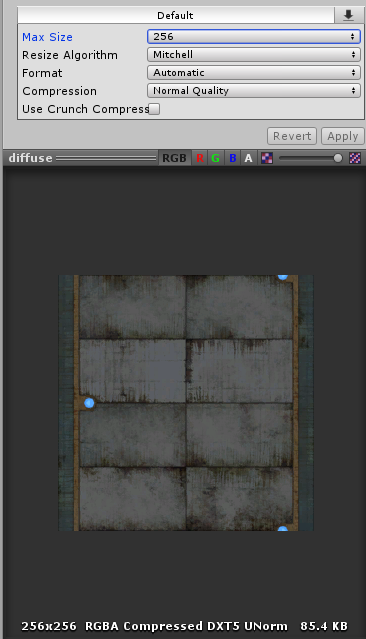 Default
Max Size 256
Resize Algorithm Mitchell
Format Automatic
Compression Normal Quality
Use Crunch Compress
Revert Apply
diffuse RGB R G B A
256x256 RGBA Compressed DXT5 UNorm 85.4 KB